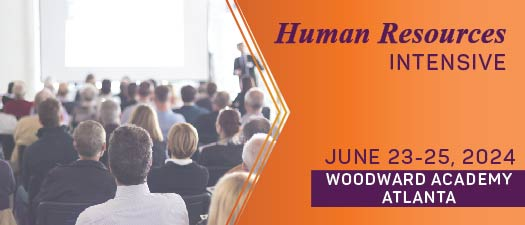 Human Resources
INTENSIVE
JUNE 23-25, 2024
WOODWARD ACADEMY
ATLANTA